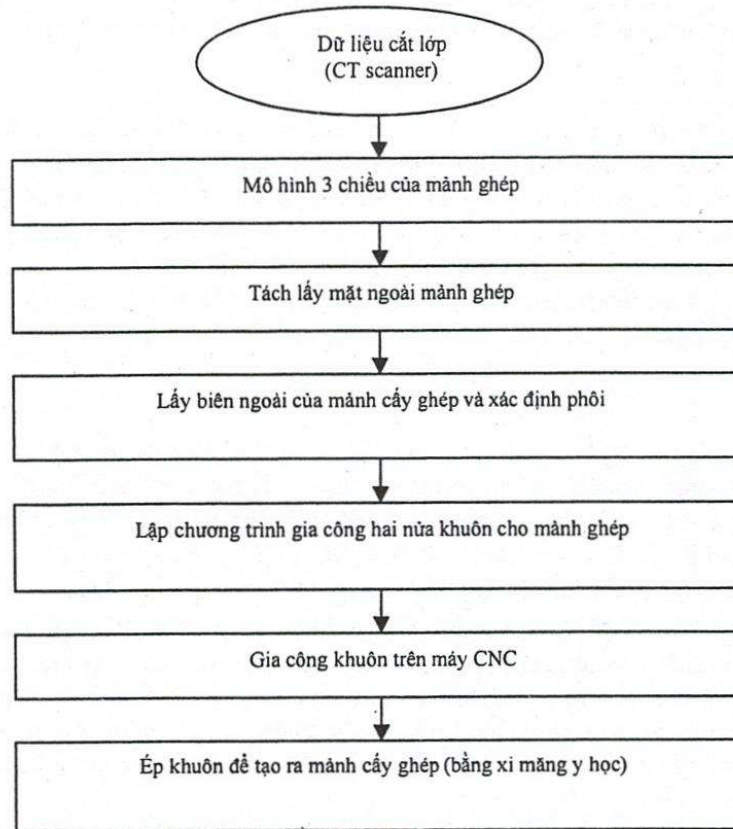 Dữ liệu cắt lớp
(CT scanner)
Mô hình 3 chiều của mảnh ghép
Tách lấy mặt ngoài mảnh ghép
Lấy biên ngoài của mảnh cấy ghép và xác định phôi
Lập chương trình gia công hai nửa khuôn cho mảnh ghép
Gia công khuôn trên máy CNC
Ép khuôn để tạo ra mảnh cấy ghép (bằng xi măng y học)